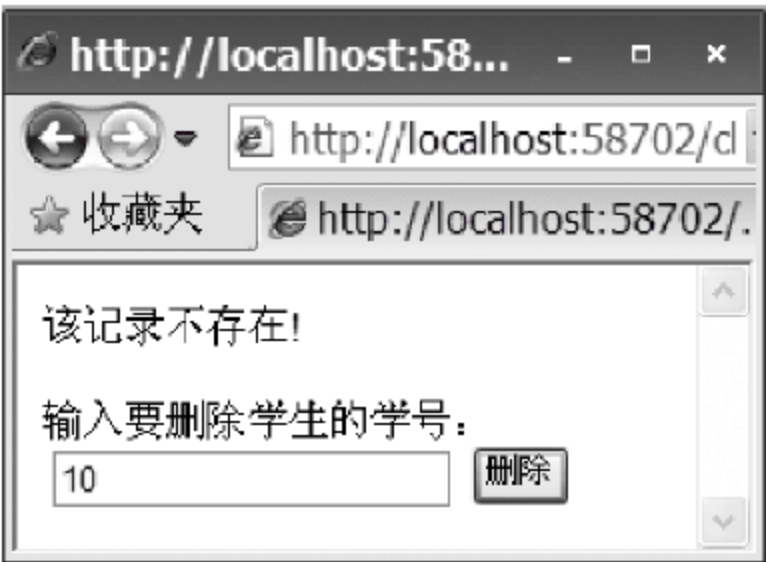 http://localhost:58...
http://localhost:58702/cl
收藏夹
http://localhost:58702/.
该记录不存在!
输入要删除学生的学号：
10
删除